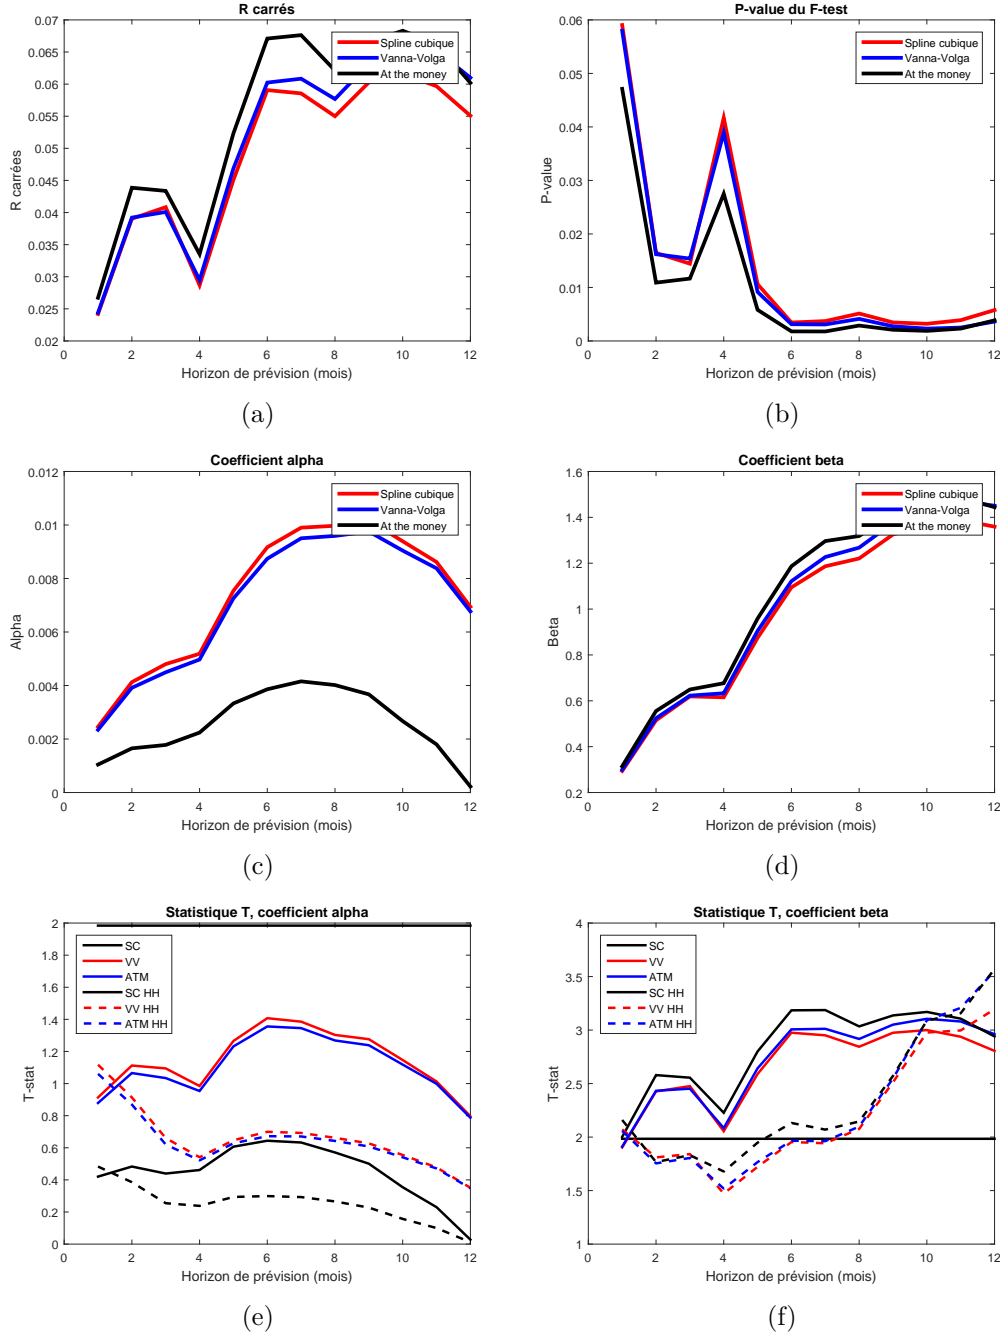 R carrés
0.07
0.065
0.06
0.055
0.05
0.045
0.04
0.035
0.03
0.025
0.02
R carrées
Spline cubique
Vanna-Volga
At the money
0 2 4 6 8 10 12
Horizon de prévision (mois)
(a)
P-value du F-test
0.06
0.05
0.04
0.03
0.02
0.01
0
P-value
Spline cubique
Vanna-Volga
At the money
0 2 4 6 8 10 12
Horizon de prévision (mois)
(b)
Coefficient alpha
0.012
0.01
0.008
0.006
0.004
0.002
0
Alpha
Spline cubique
Vanna-Volga
At the money
0 2 4 6 8 10 12
Horizon de prévision (mois)
(c)
Coefficient beta
1.6
1.4
1.2
1
0.8
0.6
0.4
0.2
Beta
Spline cubique
Vanna-Volga
At the money
0 2 4 6 8 10 12
Horizon de prévision (mois)
(d)
Statistique T, coefficient alpha
2
1.8
1.6
1.4
1.2
1
0.8
0.6
0.4
0.2
0
T-stat
SC
VV
ATM
SC HH
VV HH
ATM HH
0 2 4 6 8 10 12
Horizon de prévision (mois)
(e)
Statistique T, coefficient beta
4
3.5
3
2.5
2
1.5
1
T-stat
SC
VV
ATM
SC HH
VV HH
ATM HH
0 2 4 6 8 10 12
Horizon de prévision (mois)
(f)